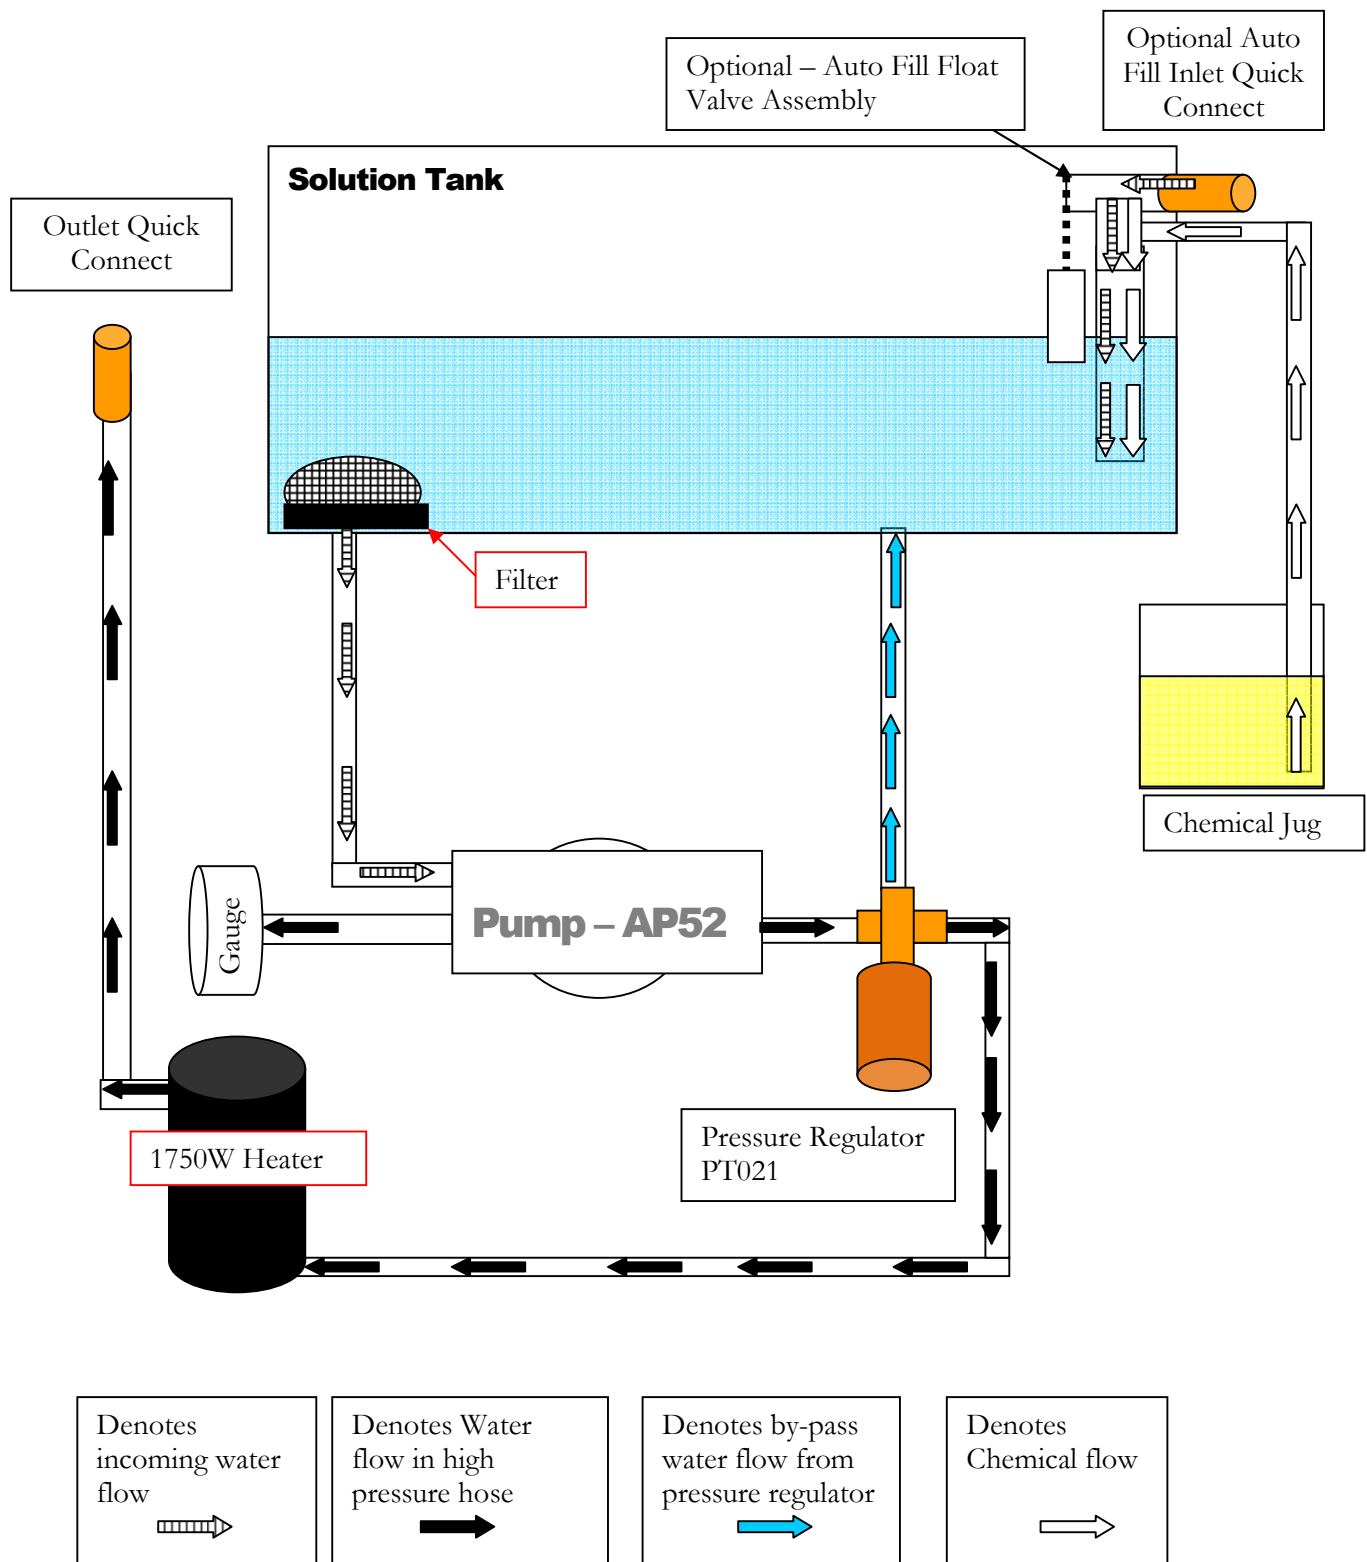 Optional – Auto Fill Float
Valve Assembly
Optional Auto
Fill Inlet Quick
Connect
Solution Tank
Outlet Quick
Connect
Filter
Chemical Jug
Gauge
Pump – AP52
Pressure Regulator
PT021
1750W Heater
Denotes
incoming water
flow
Denotes Water
flow in high
pressure hose
Denotes by-pass
water flow from
pressure regulator
Denotes
Chemical flow